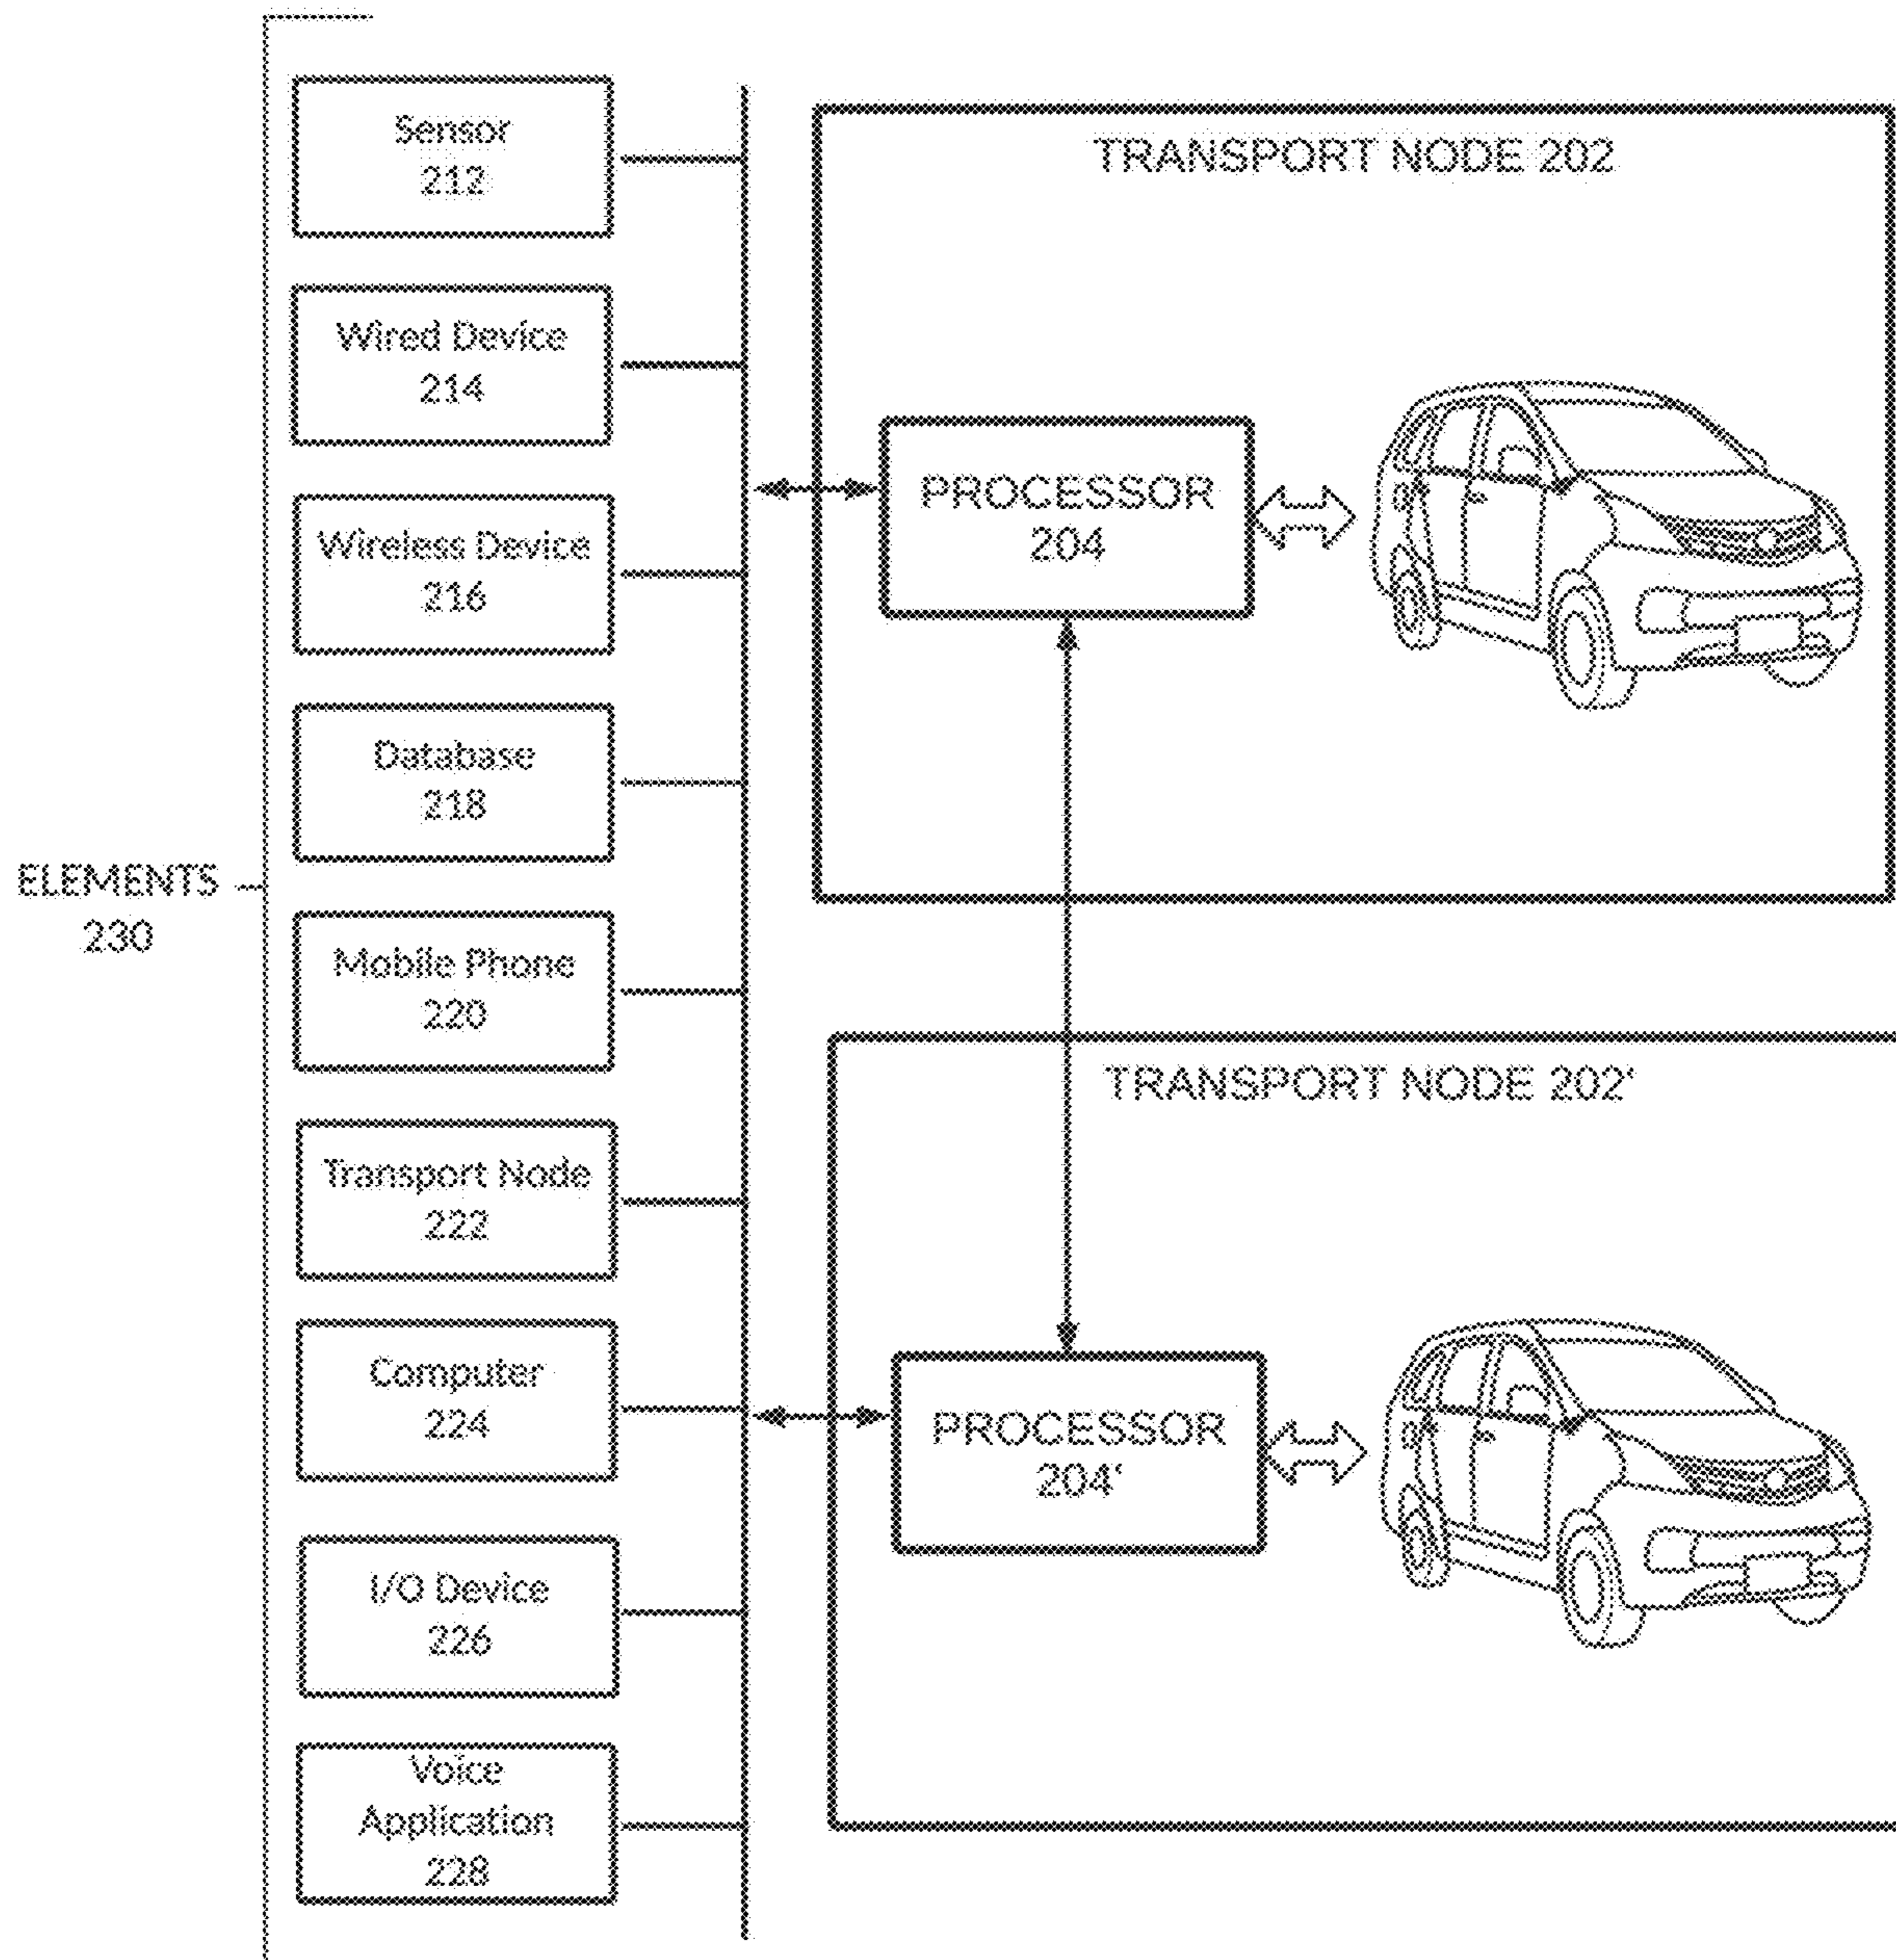 ELEMENTS
230
Sensor
212
Wired Device
214
Wireless Device
216
Database
218
Mobile Phone
220
Transport Node
222
Computer
224
I/O Device
226
Voice
Application
228
TRANSPORT NODE 202
PROCESSOR
204
TRANSPORT NODE 202'
PROCESSOR
204'